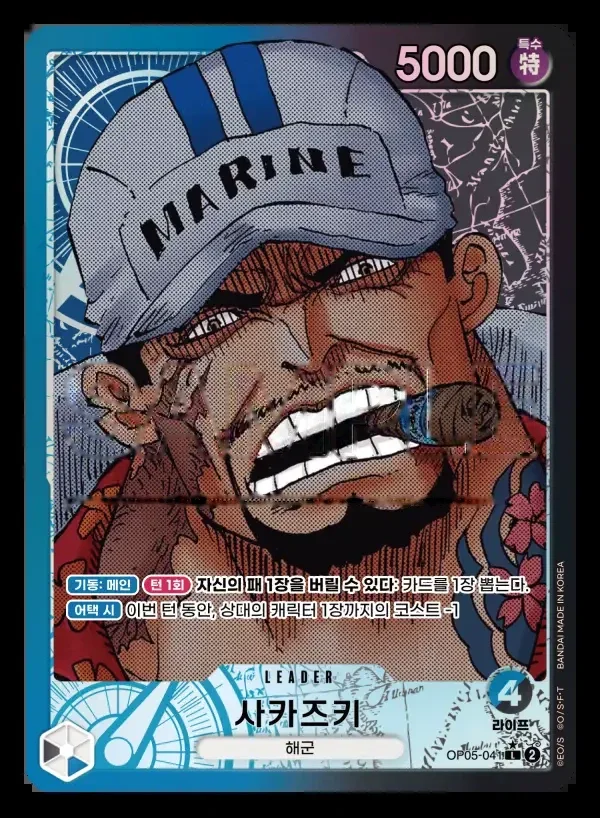 5000
특수
特
MARINE
기동: 메인 턴 1회 자신의 패 1장을 버릴 수 있다: 카드를 1장 뽑는다.
어택 시 이번 턴 동안, 상대의 캐릭터 1장까지의 코스트 -1
LEADER
사카즈키
해군
4
라이프
OP05-041 L 2
©EO/S ©O/S·F·T BANDAI MADE IN KOREA